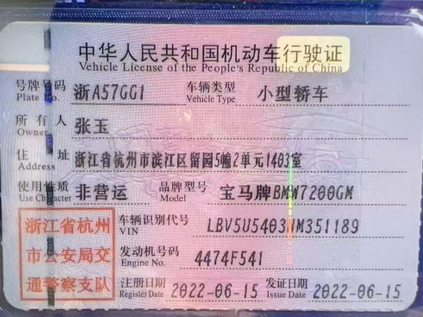 中华人民共和国机动车行驶证
Vehicle License of the People's Republic of China
号牌号码 Plate No. 浙A57GG1 车辆类型 Vehicle Type 小型轿车
所有人 Owner 张玉
住址 Address 浙江省杭州市滨江区留园5幢2单元1403室
使用性质 Use Character 非营运 品牌型号 Model 宝马牌BMW7200GM
浙江省杭州市公安局交通警察支队
车辆识别代号 VIN LBV5U5403 M351189
发动机号码 Engine No. 4474F541
注册日期 Register Date 2022-06-15 发证日期 Issue Date 2022-06-15